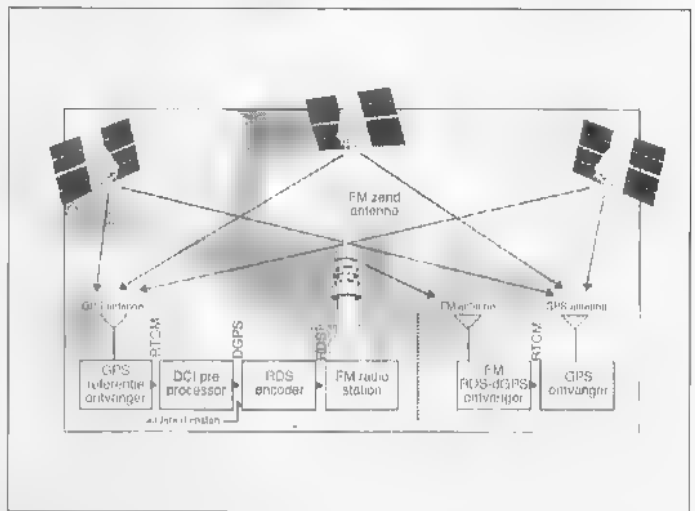 FM zend
antenne
GPS antenne
FM antenne
GPS antenne
RTCM
DGPS
RDS
RTCM
GPS
referentie
ontvanger
DCI pre
processor
RDS
encoder
FM radio
station
FM
RDS-dGPS
ontvanger
GPS
ontvanger